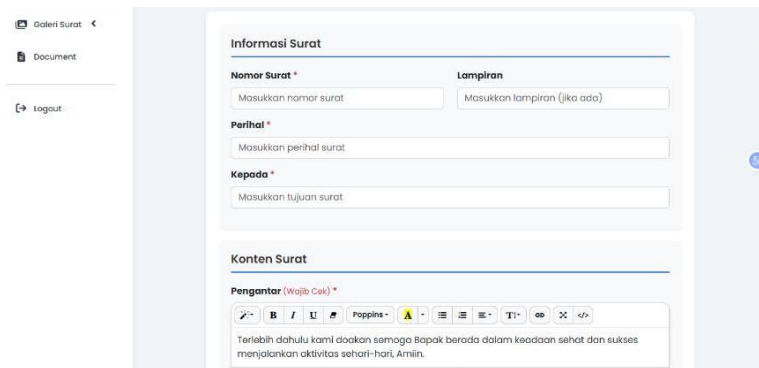 Galeri Surat
Document
Logout
Informasi Surat
Nomor Surat *
Lampiran
Masukkan nomor surat
Masukkan lampiran (jika ada)
Perihal *
Masukkan perihal surat
Kepada *
Masukkan tujuan surat
Konten Surat
Pengantar (Wajib Cek) *
B I U Poppins A T
Terlebih dahulu kami doakan semoga Bapak berada dalam keadaan sehat dan sukses
menjalankan aktivitas sehari-hari, Amiin.